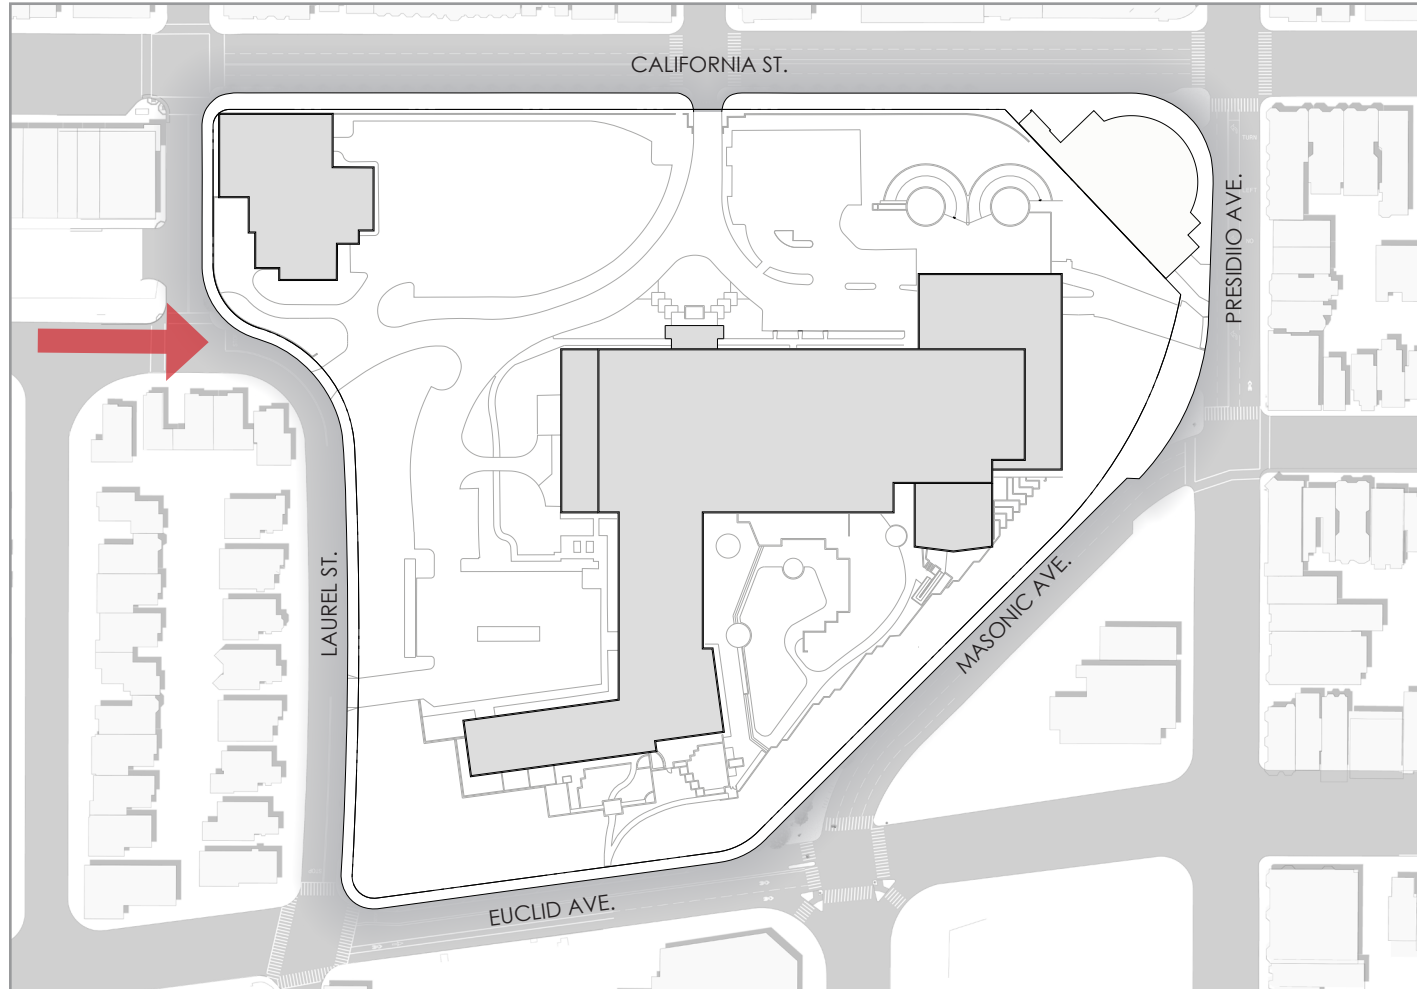 CALIFORNIA ST.
PRESIDIIO AVE.
LAUREL ST.
MASONIC AVE.
EUCLID AVE.